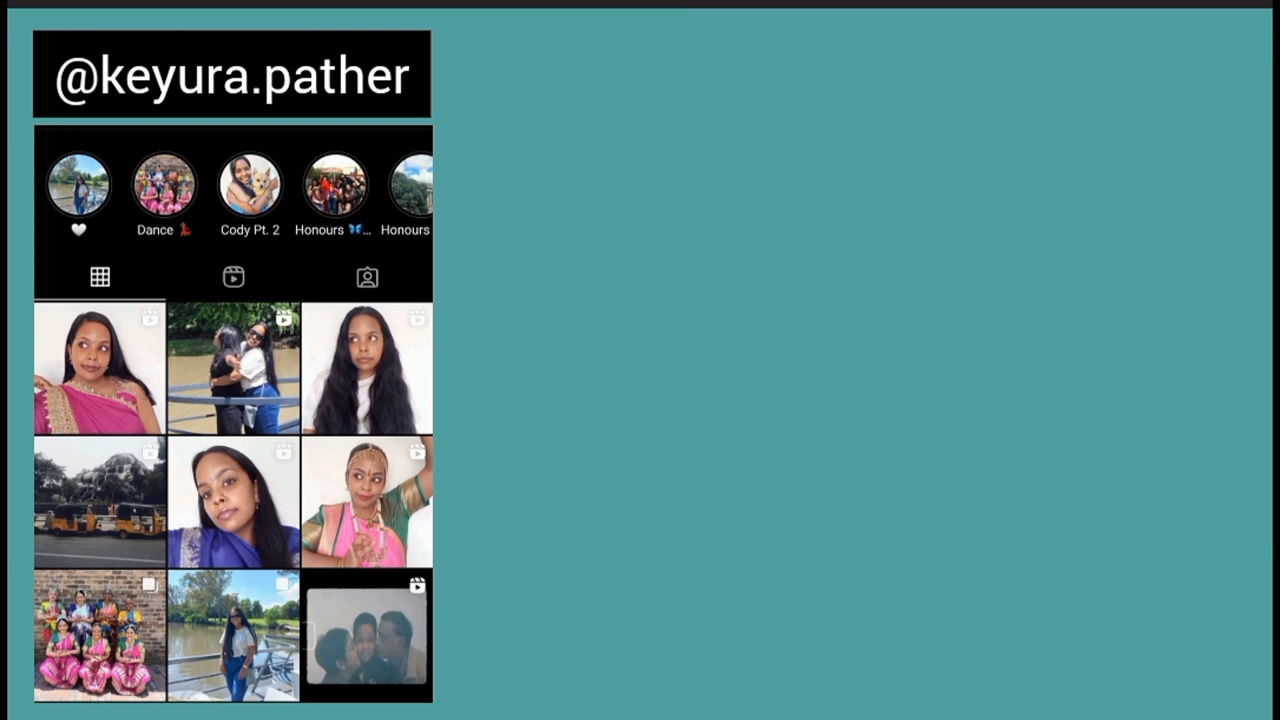 @keyura.pather
🤍
Dance 💃
Cody Pt. 2
Honours 🦋...
Honours